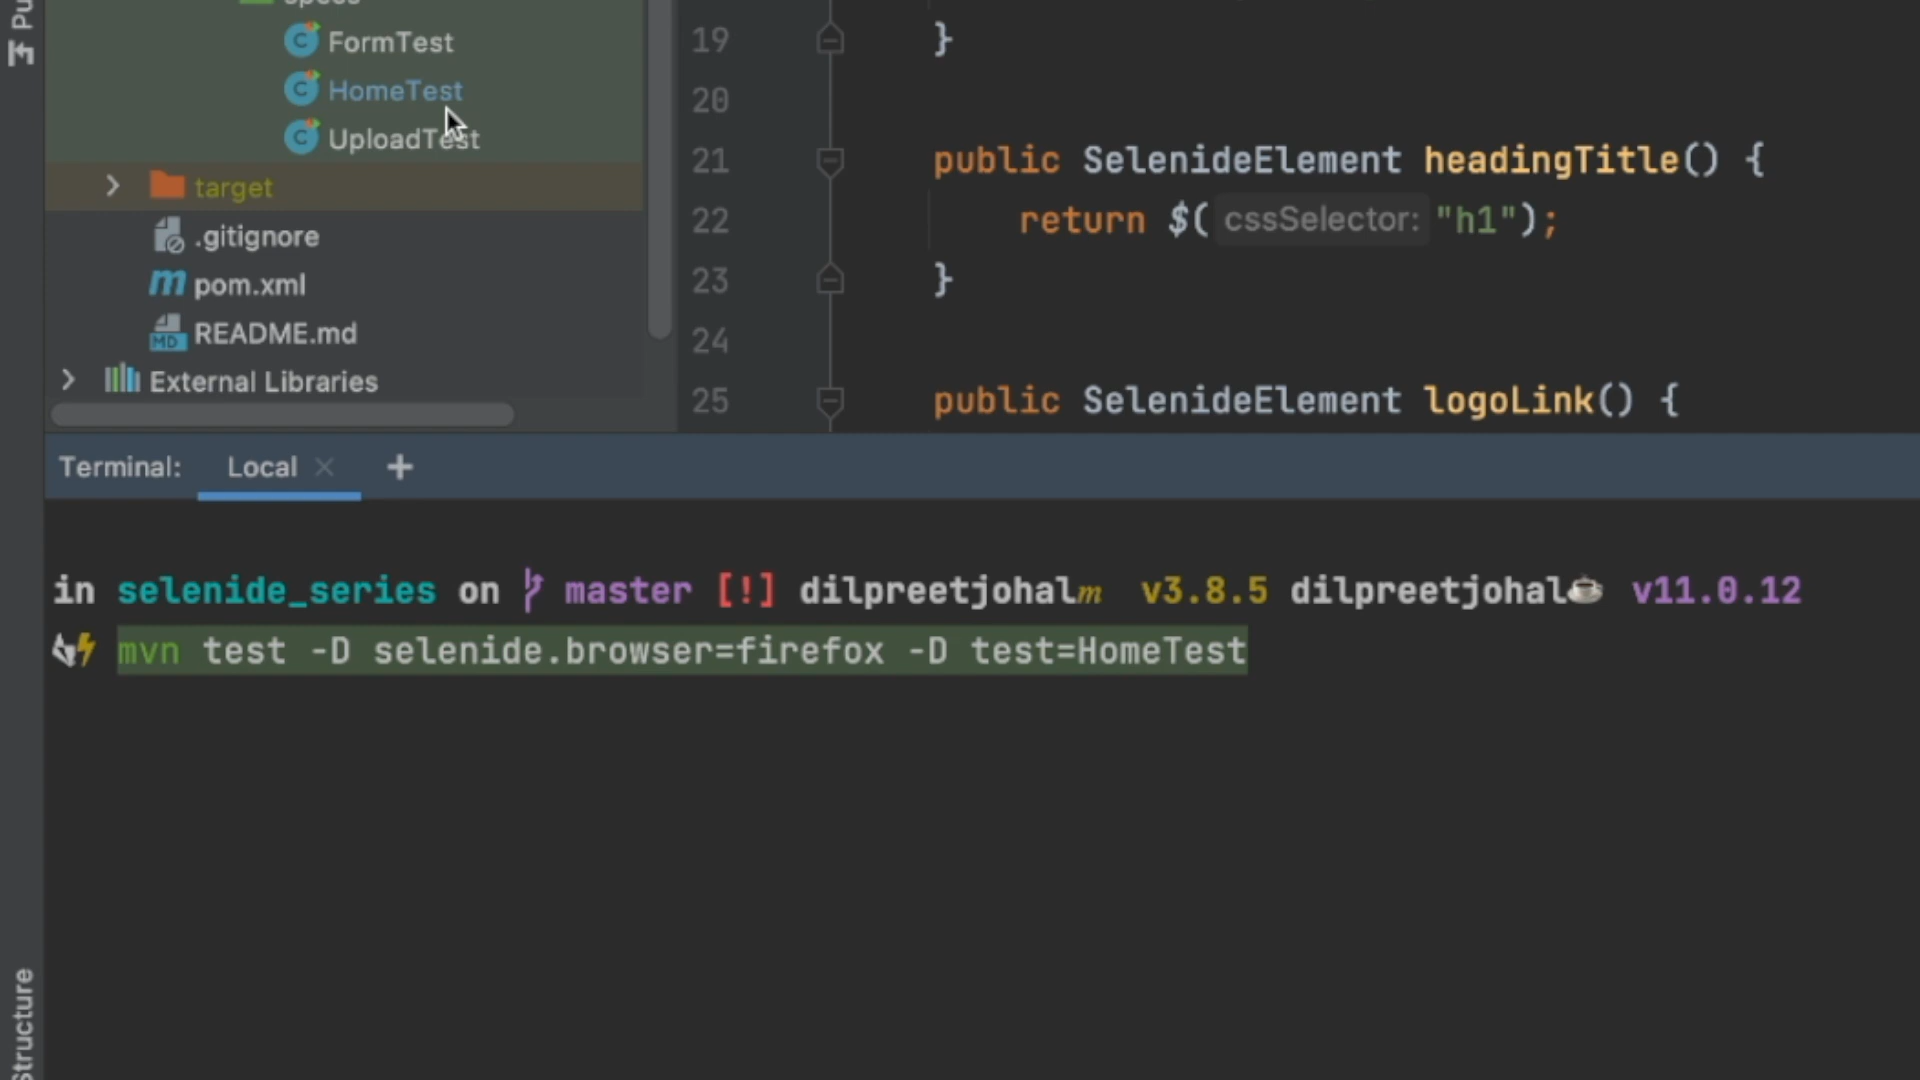 Pu
specs
FormTest
HomeTest
UploadTest
target
.gitignore
pom.xml
README.md
External Libraries
19 }
20
21 public SelenideElement headingTitle() {
22 return $( cssSelector: "h1");
23 }
24
25 public SelenideElement logoLink() {
Terminal: Local × +
in selenide_series on master [!] dilpreetjohal v3.8.5 dilpreetjohal☕ v11.0.12
mvn test -D selenide.browser=firefox -D test=HomeTest
Structure